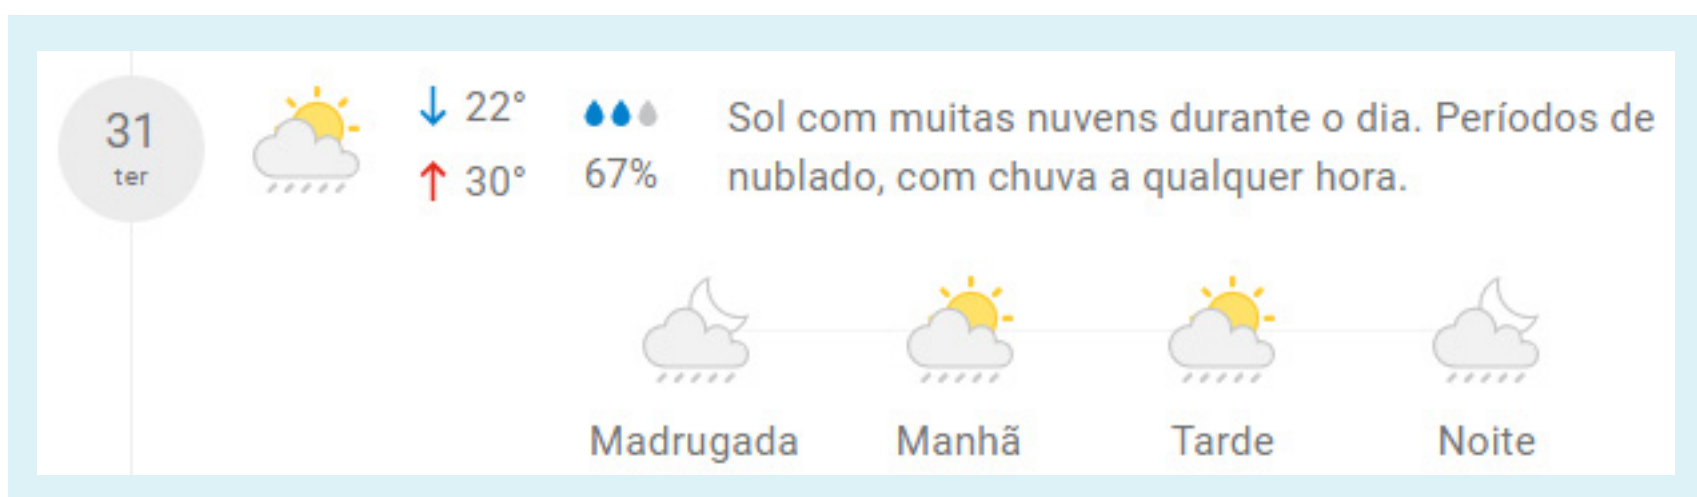 31
ter
22°
30°
67%
Sol com muitas nuvens durante o dia. Períodos de
nublado, com chuva a qualquer hora.
Madrugada
Manhã
Tarde
Noite